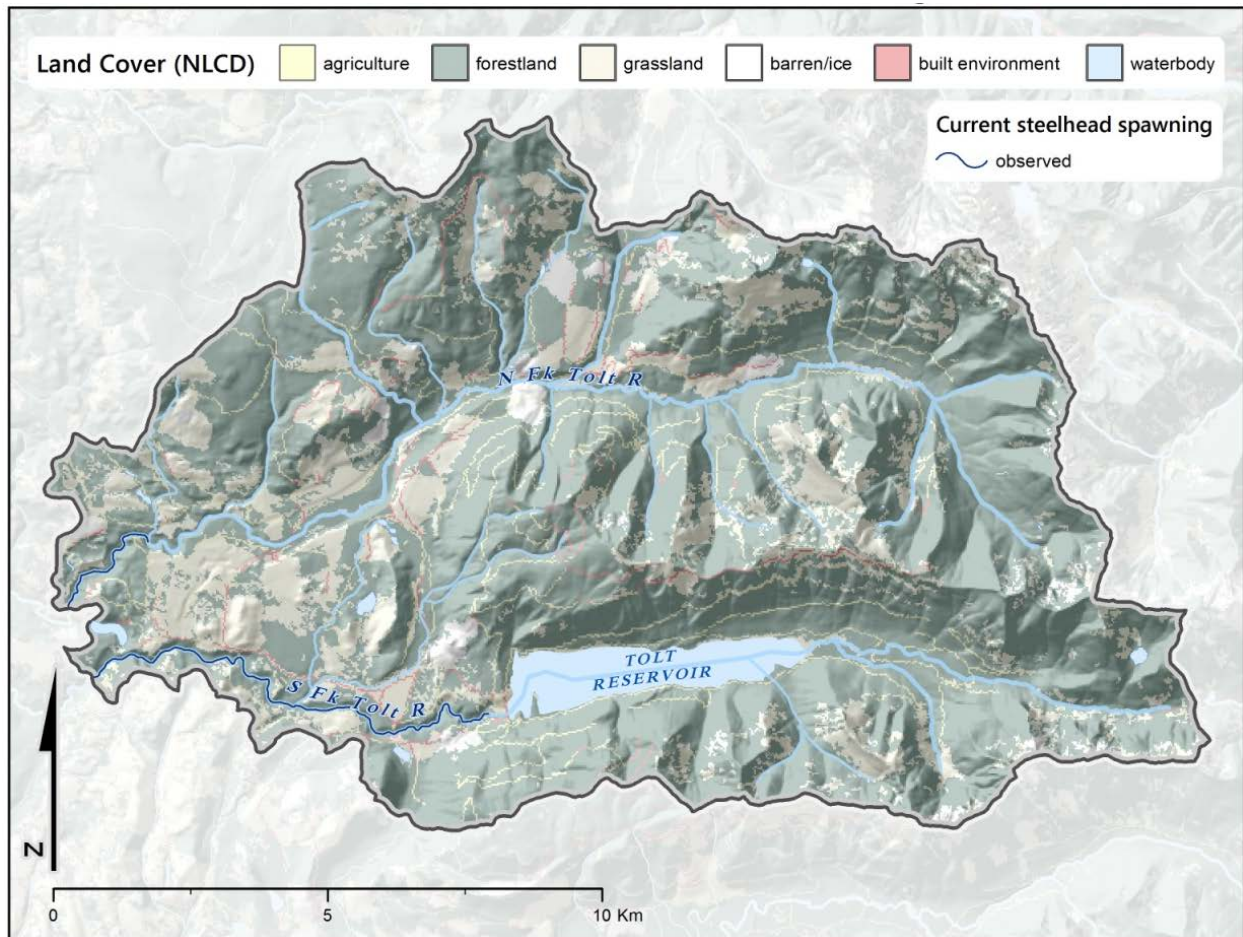 Land Cover (NLCD)
agriculture
forestland
grassland
barren/ice
built environment
waterbody
Current steelhead spawning
observed
N Fk Tolt R
TOLT
RESERVOIR
S Fk Tolt R
N
0
5
10 Km